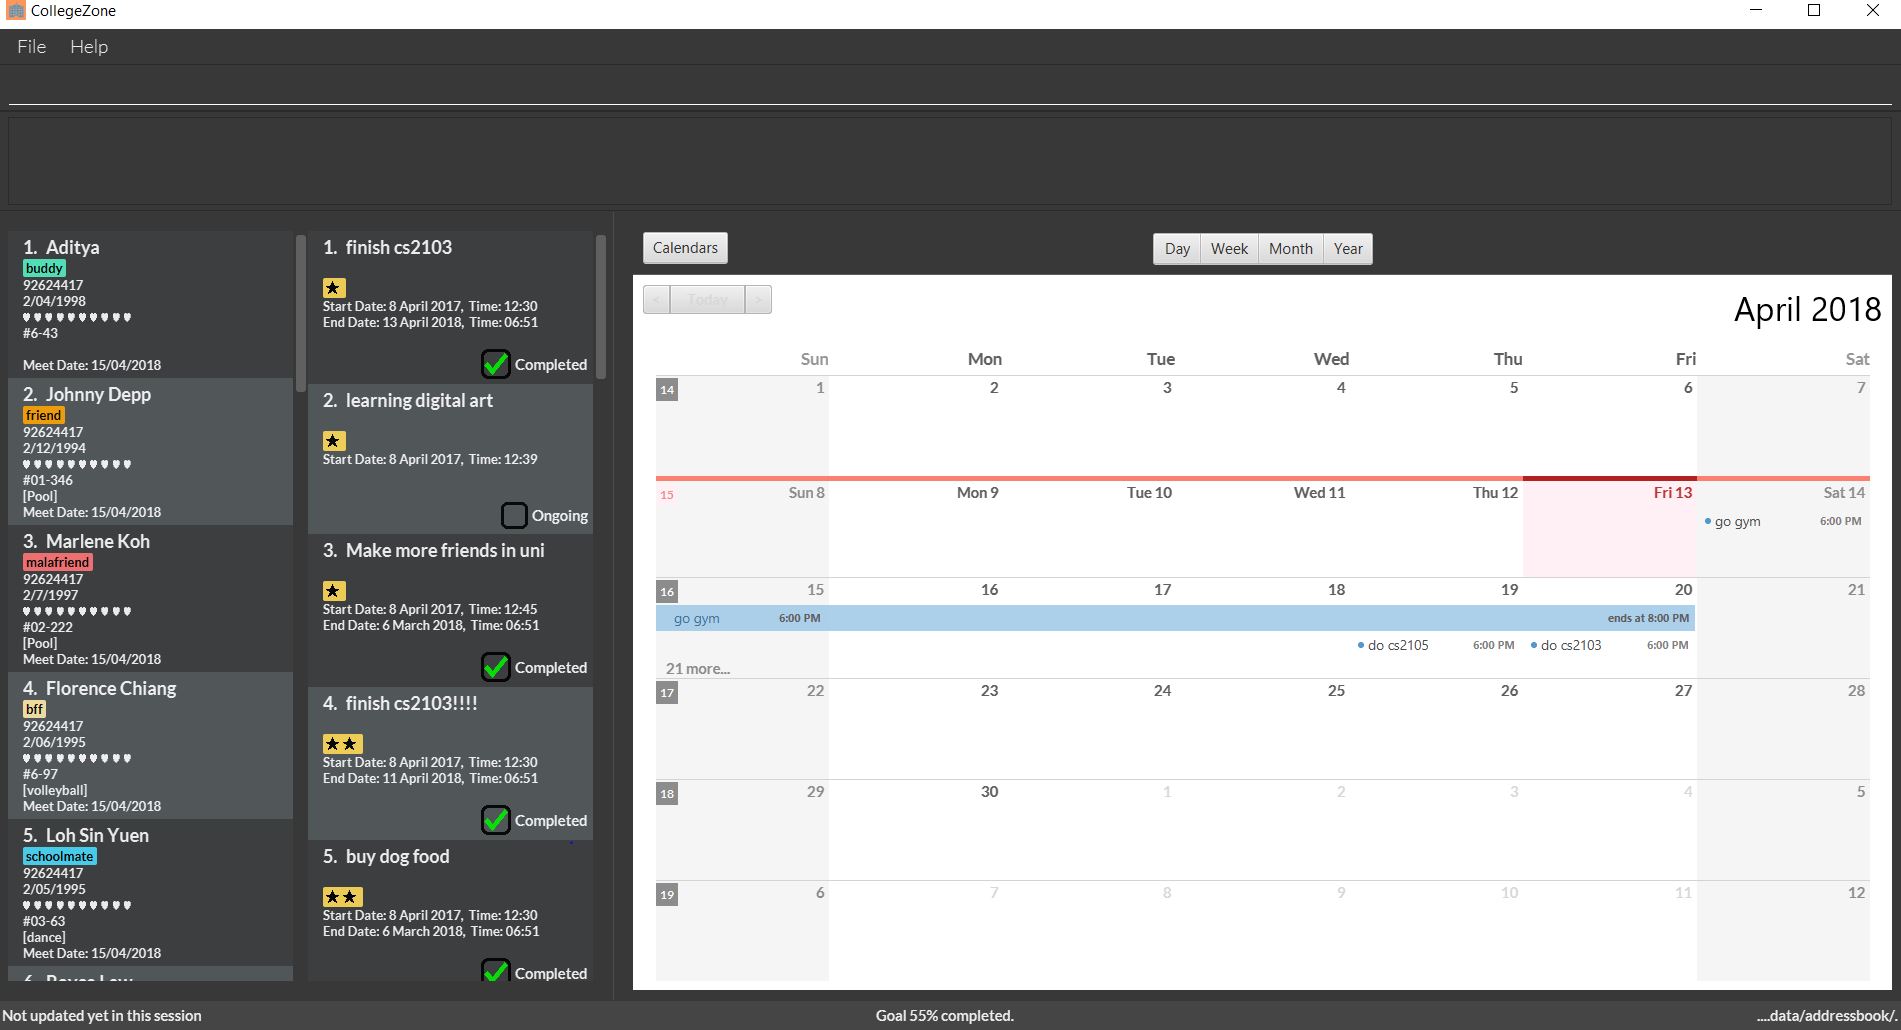 CollegeZone
File Help
1. Aditya
buddy
92624417
2/04/1998
#6-43
Meet Date: 15/04/2018
2. Johnny Depp
friend
92624417
2/12/1994
#01-346
[Pool]
Meet Date: 15/04/2018
3. Marlene Koh
malafriend
92624417
2/7/1997
#02-222
[Pool]
Meet Date: 15/04/2018
4. Florence Chiang
bff
92624417
2/06/1995
#6-97
[volleyball]
Meet Date: 15/04/2018
5. Loh Sin Yuen
schoolmate
92624417
2/05/1995
#03-63
[dance]
Meet Date: 15/04/2018
1. finish cs2103
Start Date: 8 April 2017, Time: 12:30
End Date: 13 April 2018, Time: 06:51
Completed
2. learning digital art
Start Date: 8 April 2017, Time: 12:39
Ongoing
3. Make more friends in uni
Start Date: 8 April 2017, Time: 12:45
End Date: 6 March 2018, Time: 06:51
Completed
4. finish cs2103!!!!
Start Date: 8 April 2017, Time: 12:30
End Date: 11 April 2018, Time: 06:51
Completed
5. buy dog food
Start Date: 8 April 2017, Time: 12:30
End Date: 6 March 2018, Time: 06:51
Completed
Calendars
Day Week Month Year
< Today >
April 2018
Sun Mon Tue Wed Thu Fri Sat
14 1 2 3 4 5 6 7
15 Sun 8 Mon 9 Tue 10 Wed 11 Thu 12 Fri 13 Sat 14
go gym 6:00 PM
16 15 16 17 18 19 20 21
go gym 6:00 PM ends at 8:00 PM
do cs2105 6:00 PM do cs2103 6:00 PM
21 more...
17 22 23 24 25 26 27 28
18 29 30 1 2 3 4 5
19 6 7 8 9 10 11 12
Not updated yet in this session
Goal 55% completed.
....data/addressbook/.